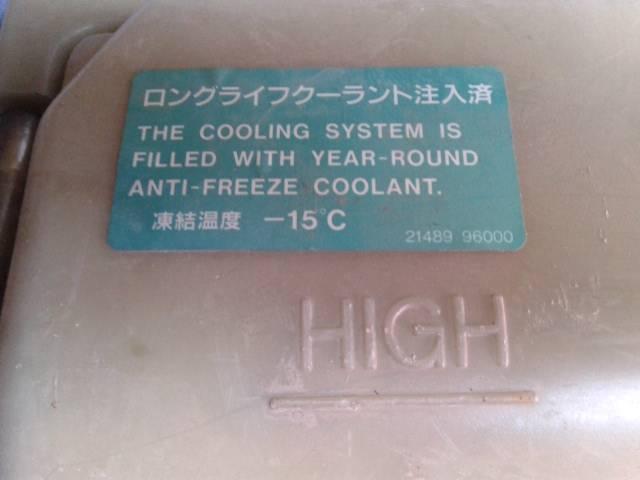 ロングライフクーラント注入済
THE COOLING SYSTEM IS
FILLED WITH YEAR-ROUND
ANTI-FREEZE COOLANT.
凍結温度 −15°C
21489 96000
HIGH